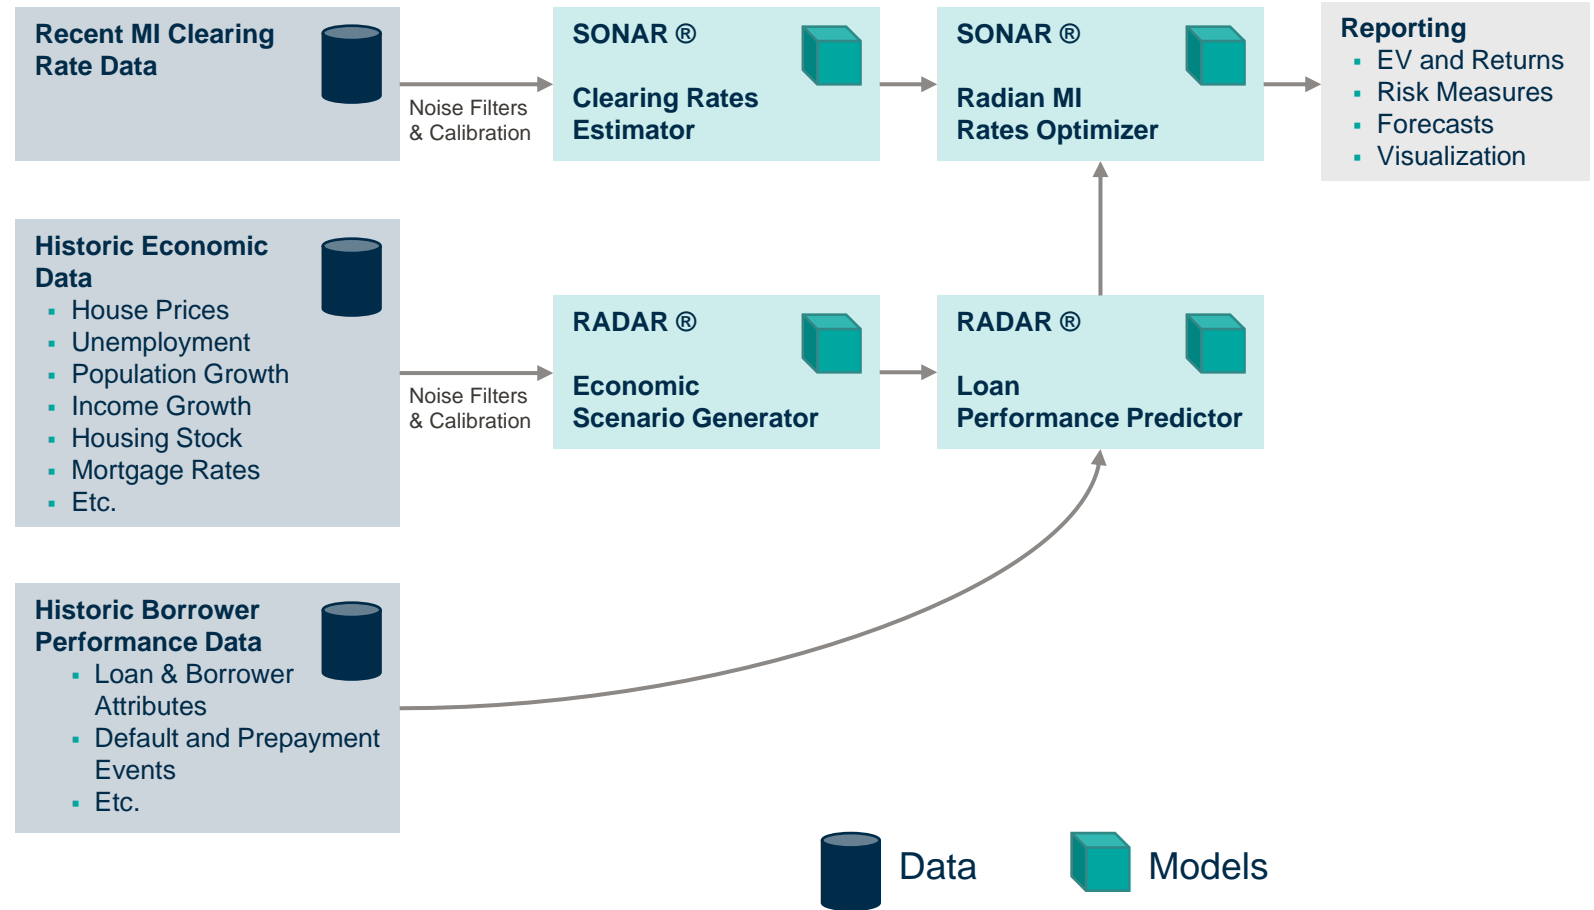 Recent MI Clearing
Rate Data
Noise Filters
& Calibration
SONAR ®
Clearing Rates
Estimator
SONAR ®
Radian MI
Rates Optimizer
Reporting
▪ EV and Returns
▪ Risk Measures
▪ Forecasts
▪ Visualization
Historic Economic
Data
▪ House Prices
▪ Unemployment
▪ Population Growth
▪ Income Growth
▪ Housing Stock
▪ Mortgage Rates
▪ Etc.
Noise Filters
& Calibration
RADAR ®
Economic
Scenario Generator
RADAR ®
Loan
Performance Predictor
Historic Borrower
Performance Data
▪ Loan & Borrower
Attributes
▪ Default and Prepayment
Events
▪ Etc.
Data
Models